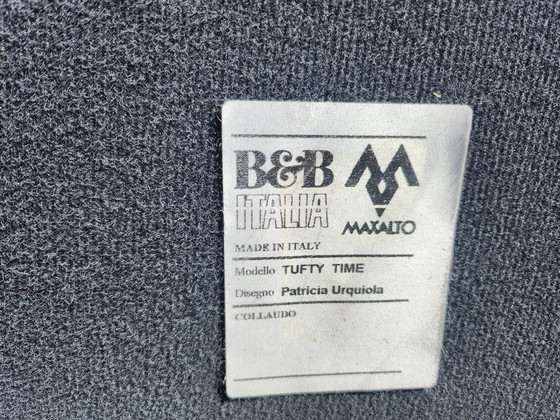 B&B
ITALIA
MAXALTO
MADE IN ITALY
Modello TUFTY TIME
Disegno Patricia Urquiola
COLLAUDO